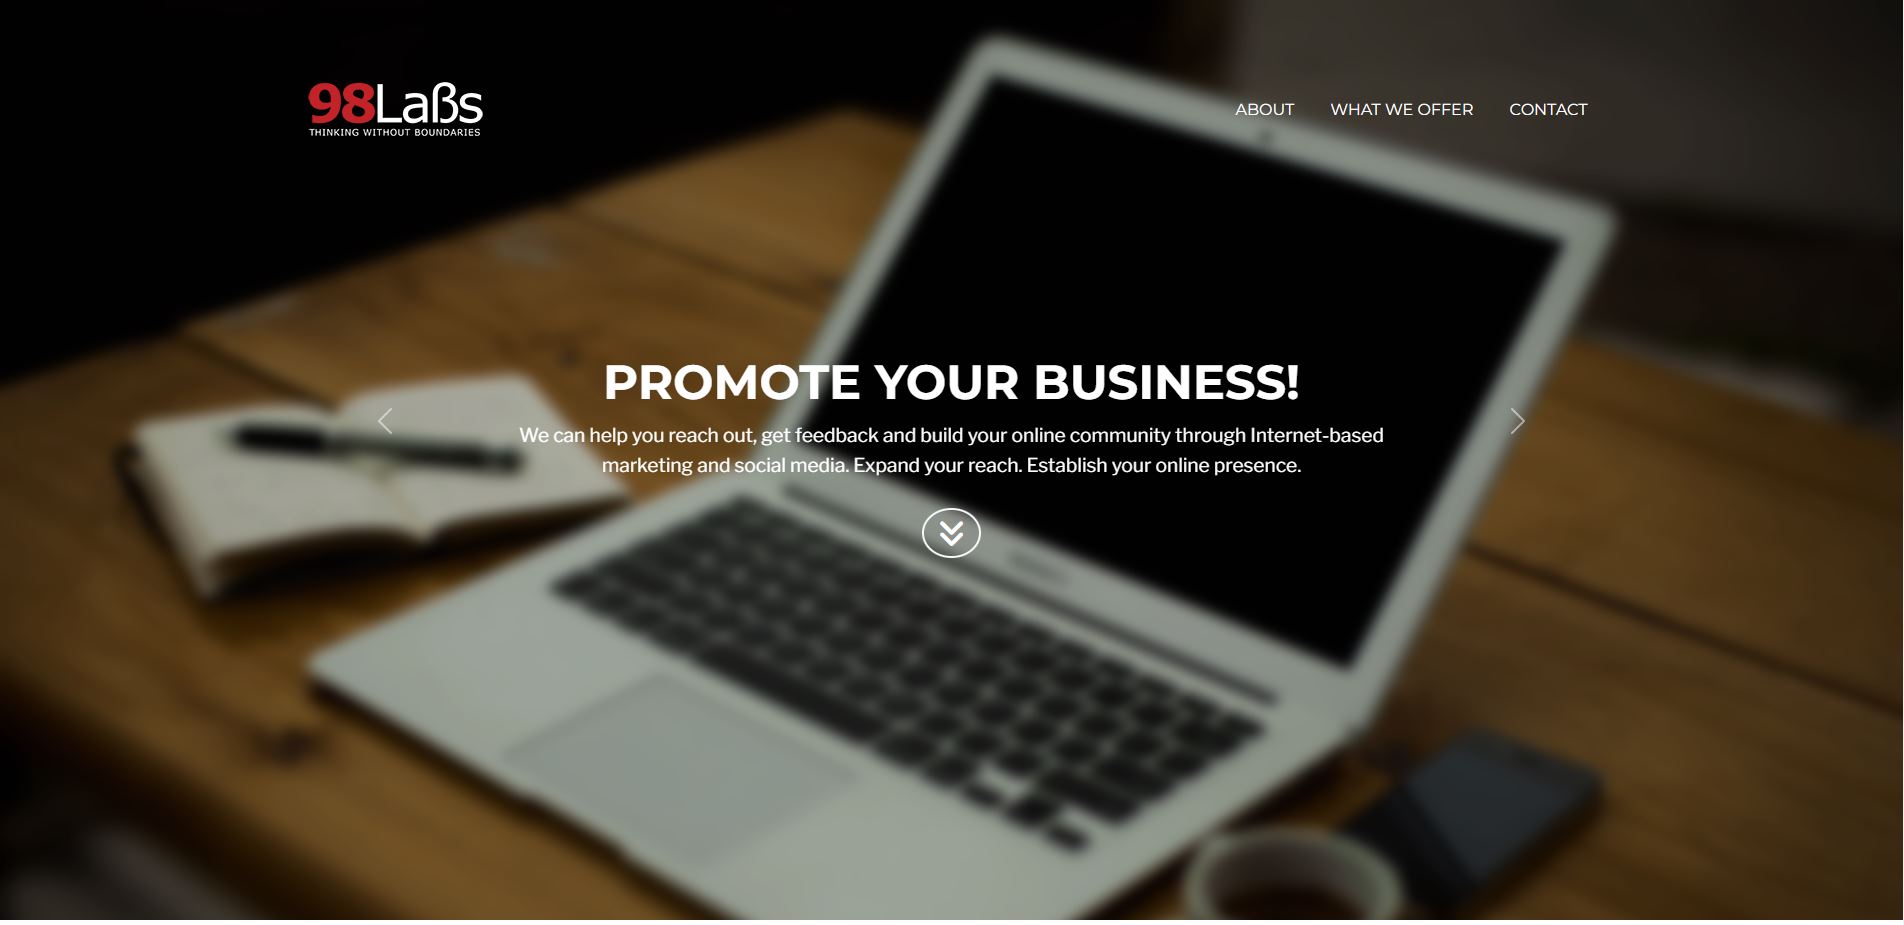 98Laßs
THINKING WITHOUT BOUNDARIES
ABOUT WHAT WE OFFER CONTACT
PROMOTE YOUR BUSINESS!
We can help you reach out, get feedback and build your online community through Internet-based
marketing and social media. Expand your reach. Establish your online presence.